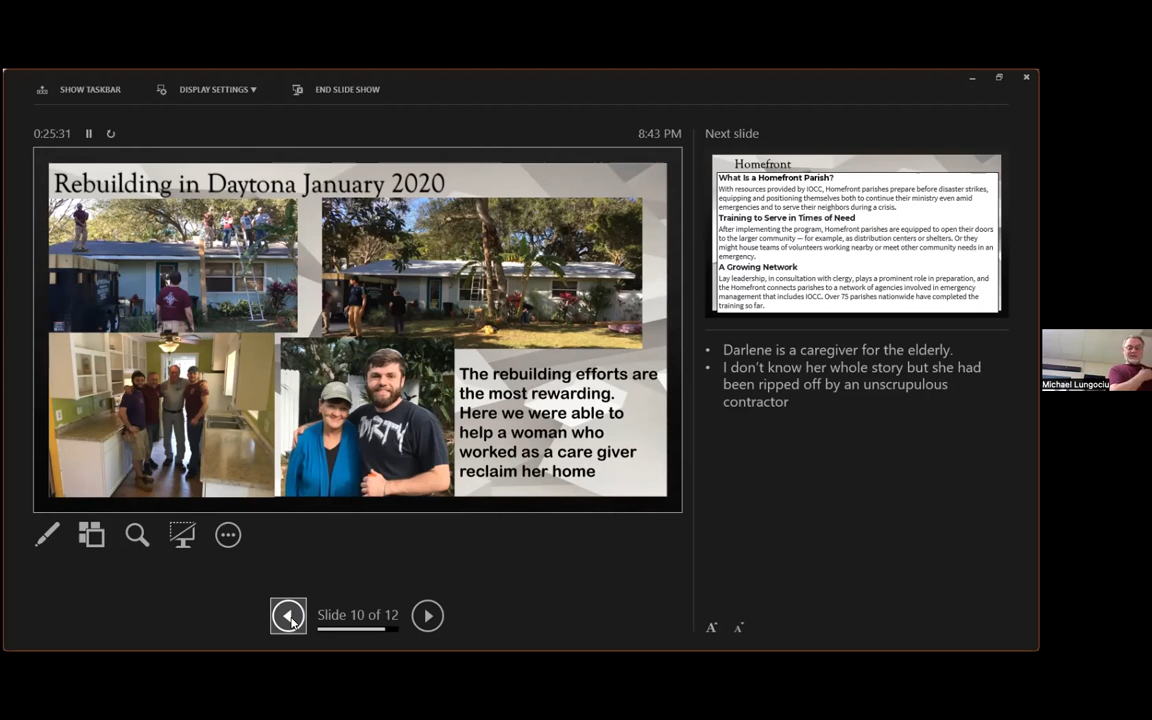 SHOW TASKBAR DISPLAY SETTINGS ▾ END SLIDE SHOW
0:25:31 8:43 PM Next slide
Rebuilding in Daytona January 2020
DIRTY
The rebuilding efforts are
the most rewarding.
Here we were able to
help a woman who
worked as a care giver
reclaim her home
Homefront
What Is a Homefront Parish?
With resources provided by IOCC, Homefront parishes prepare before disaster strikes,
equipping and positioning themselves both to continue their ministry even amid
emergencies and to serve their neighbors during a crisis.
Training to Serve in Times of Need
After implementing the program, Homefront parishes are equipped to open their doors
to the larger community — for example, as distribution centers or shelters. Or they
might house teams of volunteers working nearby or meet other community needs in an
emergency.
A Growing Network
Lay leadership, in consultation with clergy, plays a prominent role in preparation, and
the Homefront connects parishes to a network of agencies involved in emergency
management that includes IOCC. Over 75 parishes nationwide have completed the
training so far.
• Darlene is a caregiver for the elderly.
• I don't know her whole story but she had
been ripped off by an unscrupulous
contractor
Michael Lungociu
Slide 10 of 12
A A